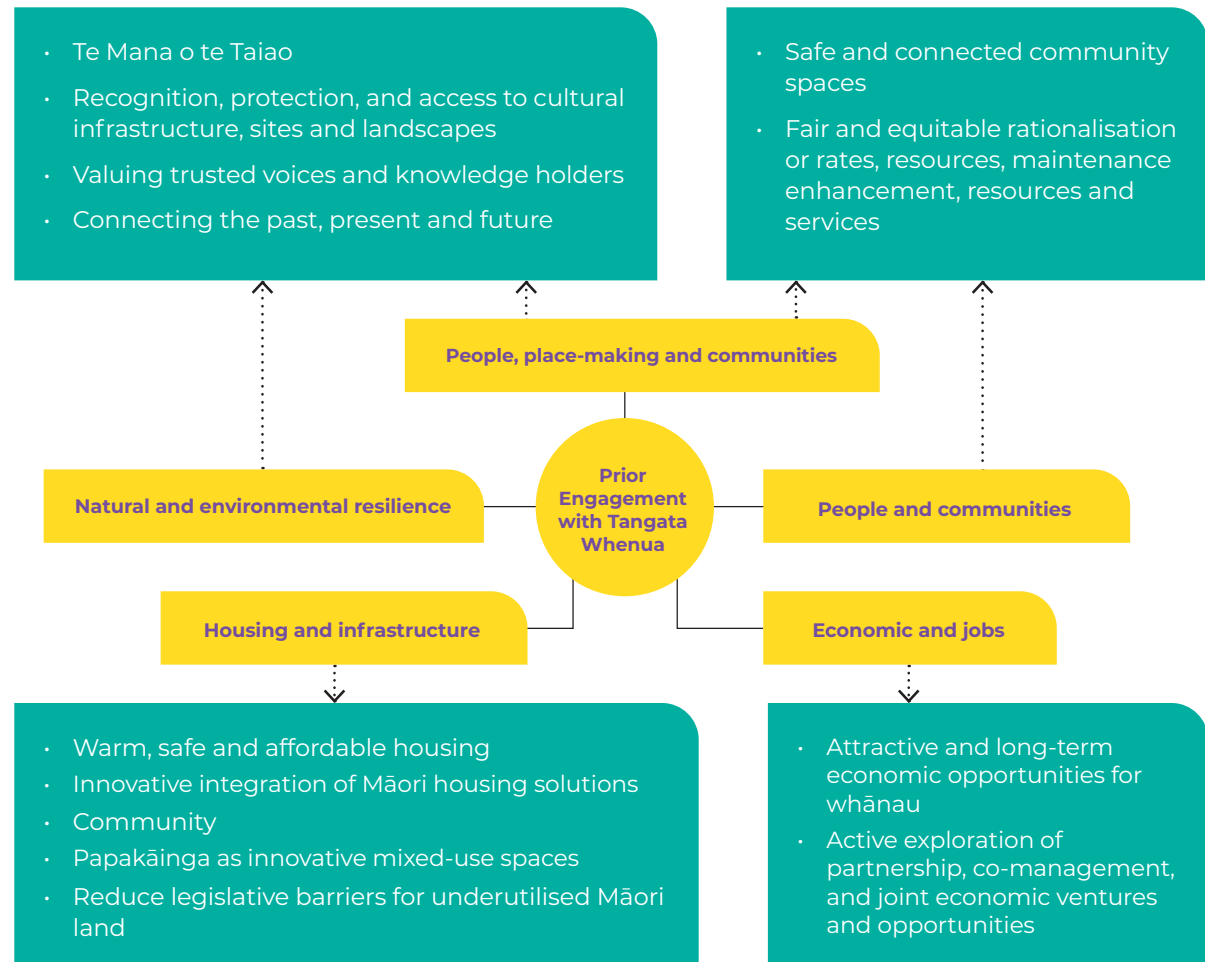 • Te Mana o te Taiao
• Recognition, protection, and access to cultural
infrastructure, sites and landscapes
• Valuing trusted voices and knowledge holders
• Connecting the past, present and future
• Safe and connected community
spaces
• Fair and equitable rationalisation
or rates, resources, maintenance
enhancement, resources and
services
People, place-making and communities
Natural and environmental resilience
Prior
Engagement
with Tangata
Whenua
People and communities
Housing and infrastructure
Economic and jobs
• Warm, safe and affordable housing
• Innovative integration of Māori housing solutions
• Community
• Papakāinga as innovative mixed-use spaces
• Reduce legislative barriers for underutilised Māori
land
• Attractive and long-term
economic opportunities for
whānau
• Active exploration of
partnership, co-management,
and joint economic ventures
and opportunities